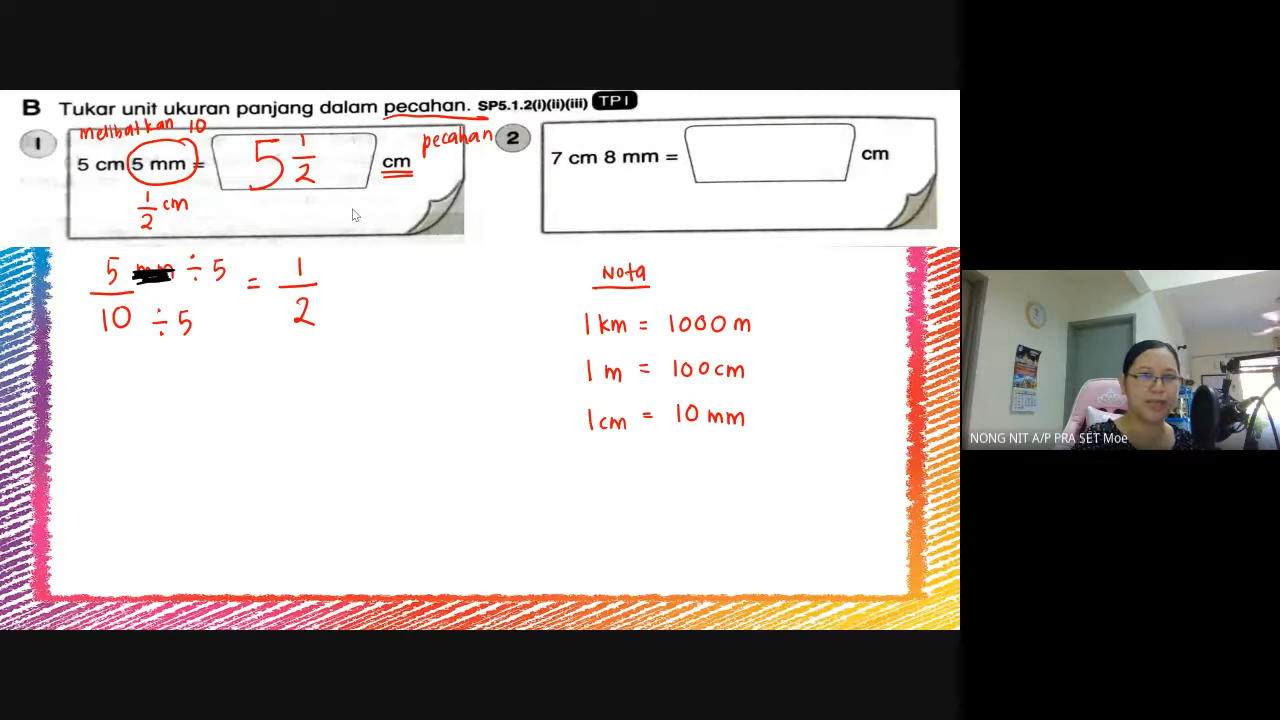 B Tukar unit ukuran panjang dalam pecahan. SP5.1.2(i)(ii)(iii) TP1
melibatkan 10
pecahan
1 5 cm 5 mm = 5 1/2 cm
1/2 cm
2 7 cm 8 mm = cm
5/10 ÷5 ÷5 = 1/2
Nota
1 km = 1000 m
1 m = 100 cm
1 cm = 10 mm
NONG NIT A/P PRA SET Moe